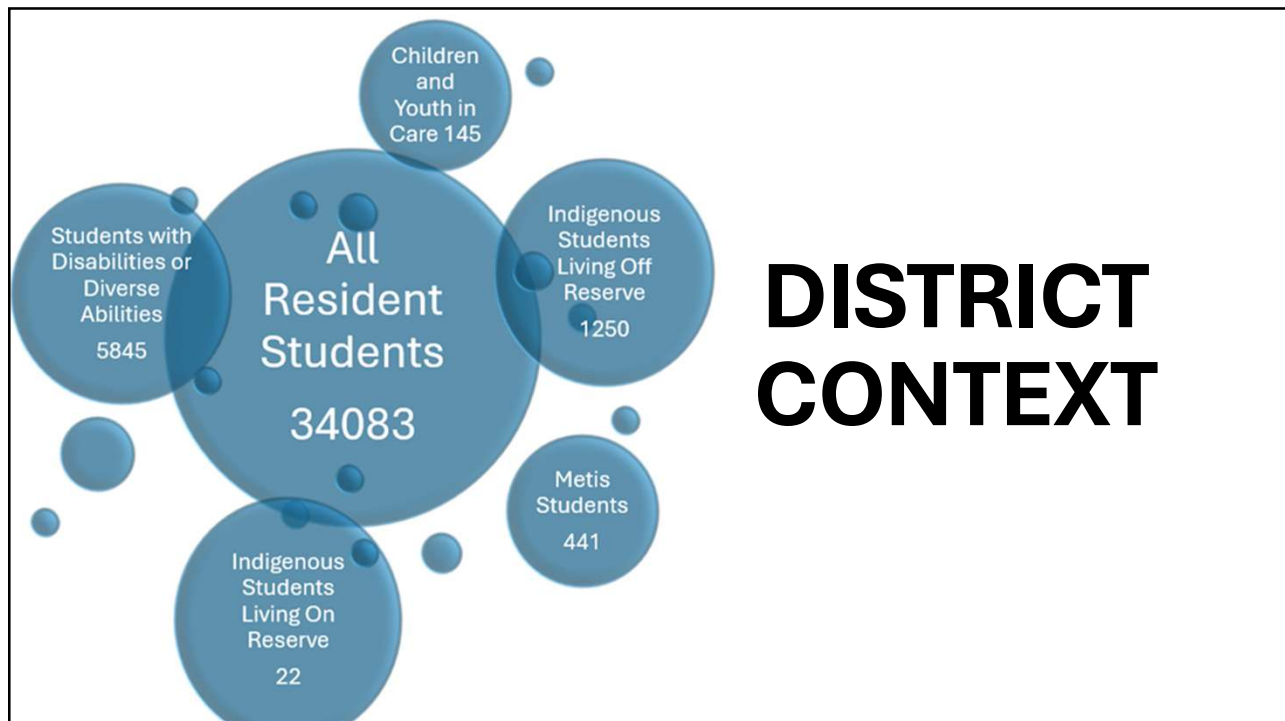 Children
and
Youth in
Care 145
Students with
Disabilities or
Diverse
Abilities
5845
All
Resident
Students
34083
Indigenous
Students
Living Off
Reserve
1250
DISTRICT
CONTEXT
Metis
Students
441
Indigenous
Students
Living On
Reserve
22